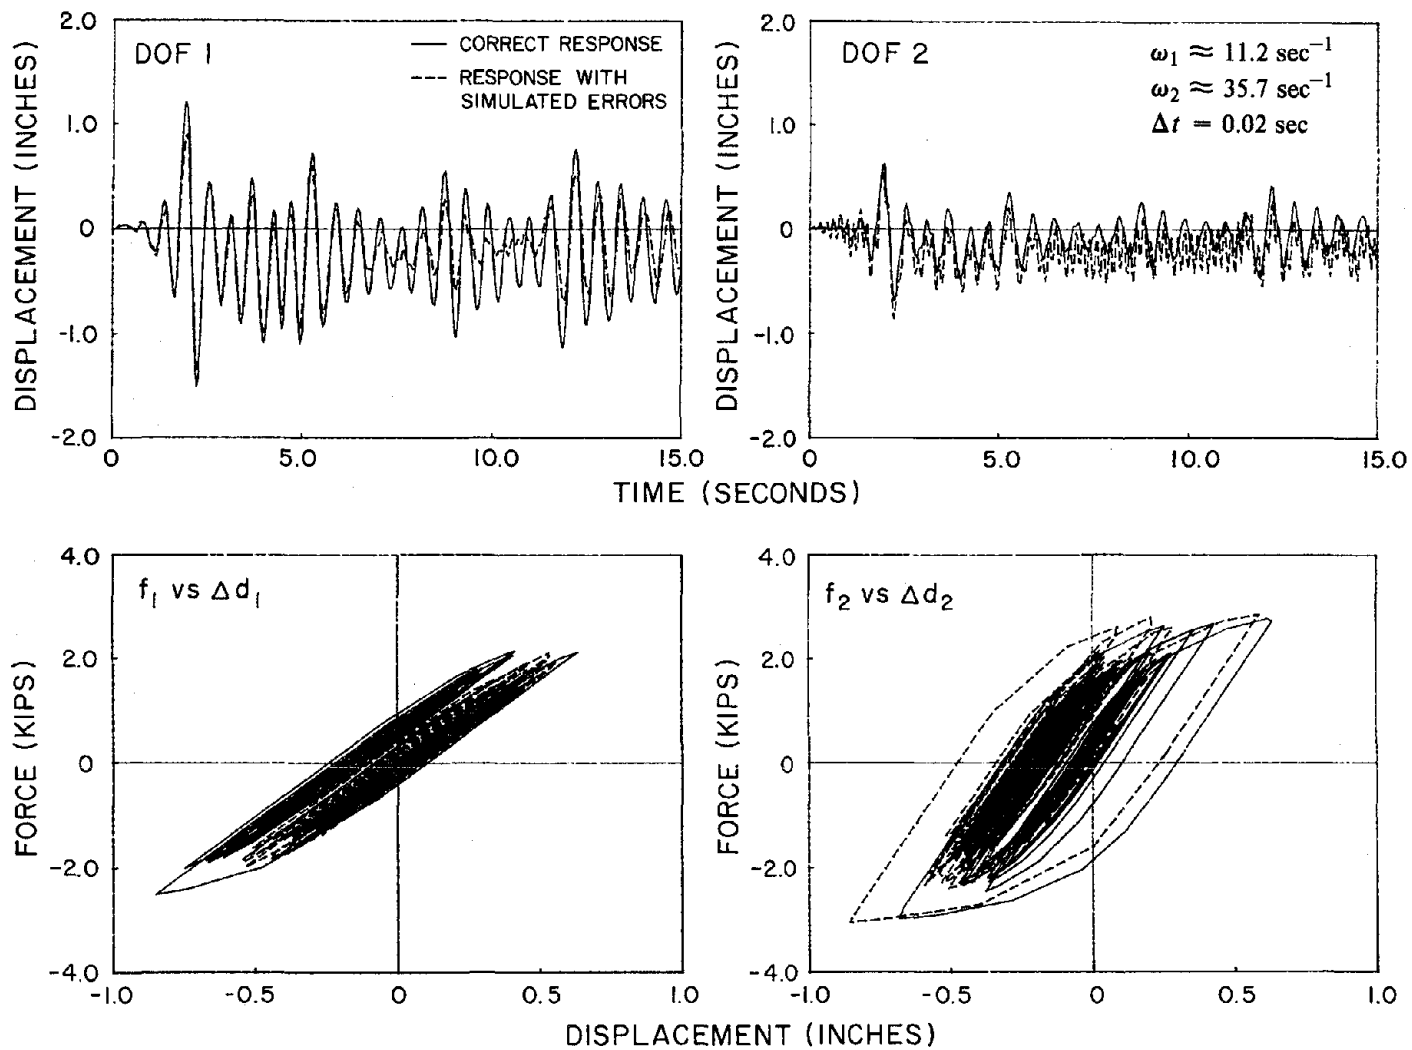 DOF 1
CORRECT RESPONSE
RESPONSE WITH
SIMULATED ERRORS
DISPLACEMENT (INCHES)
2.0
1.0
0
-1.0
-2.0
0
5.0
10.0
15.0
DOF 2
ω₁ ≈ 11.2 sec⁻¹
ω₂ ≈ 35.7 sec⁻¹
Δt = 0.02 sec
DISPLACEMENT (INCHES)
2.0
1.0
0
-1.0
-2.0
0
5.0
10.0
15.0
TIME (SECONDS)
f₁ vs Δd₁
FORCE (KIPS)
4.0
2.0
0
-2.0
-4.0
-1.0
-0.5
0
0.5
1.0
f₂ vs Δd₂
FORCE (KIPS)
4.0
2.0
0
-2.0
-4.0
-1.0
-0.5
0
0.5
1.0
DISPLACEMENT (INCHES)